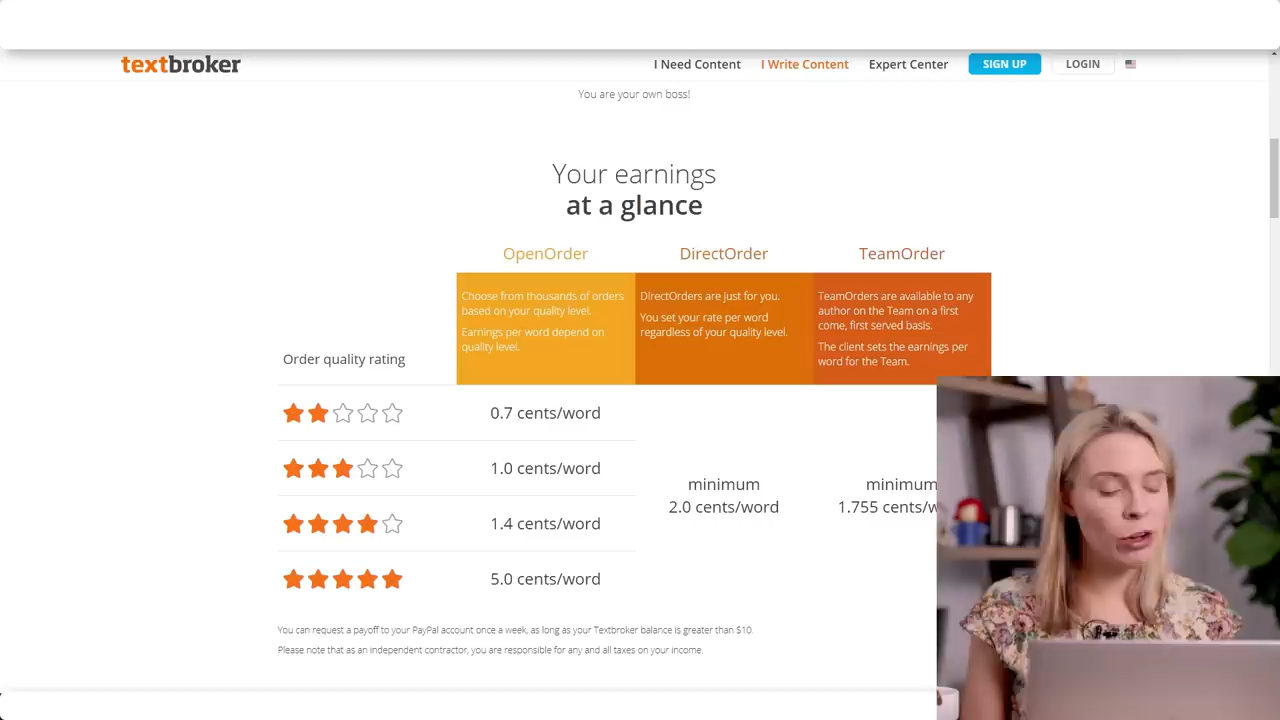 textbroker
I Need Content
I Write Content
Expert Center
SIGN UP
LOGIN
You are your own boss!
Your earnings
at a glance
OpenOrder
DirectOrder
TeamOrder
Choose from thousands of orders
based on your quality level.
Earnings per word depend on
quality level.
DirectOrders are just for you.
You set your rate per word
regardless of your quality level.
TeamOrders are available to any
author on the Team on a first
come, first served basis.
The client sets the earnings per
word for the Team.
Order quality rating
0.7 cents/word
1.0 cents/word
1.4 cents/word
5.0 cents/word
minimum
2.0 cents/word
minimum
1.755 cents/w
You can request a payoff to your PayPal account once a week, as long as your Textbroker balance is greater than $10.
Please note that as an independent contractor, you are responsible for any and all taxes on your income.